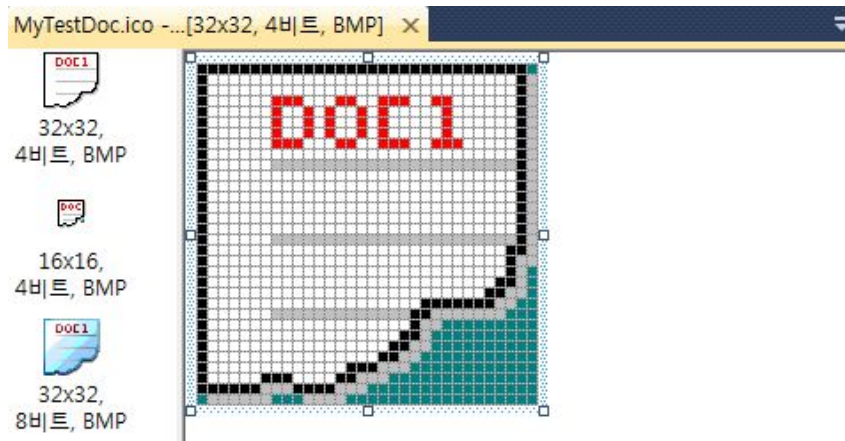 MyTestDoc.ico -...[32x32, 4비트, BMP]
DOC1
32x32,
4비트, BMP
DOC
16x16,
4비트, BMP
DOC1
32x32,
8비트, BMP
DOC1